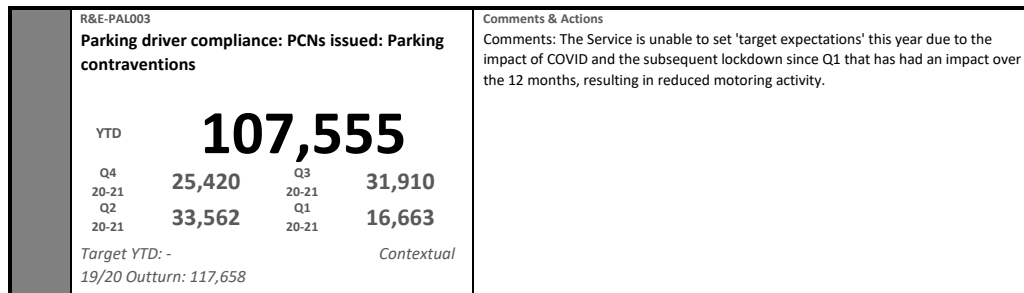 R&E-PAL003
Parking driver compliance: PCNs issued: Parking
contraventions
YTD 107,555
Q4
20-21 25,420 Q3
20-21 31,910
Q2
20-21 33,562 Q1
20-21 16,663
Target YTD: - Contextual
19/20 Outturn: 117,658
Comments & Actions
Comments: The Service is unable to set 'target expectations' this year due to the
impact of COVID and the subsequent lockdown since Q1 that has had an impact over
the 12 months, resulting in reduced motoring activity.